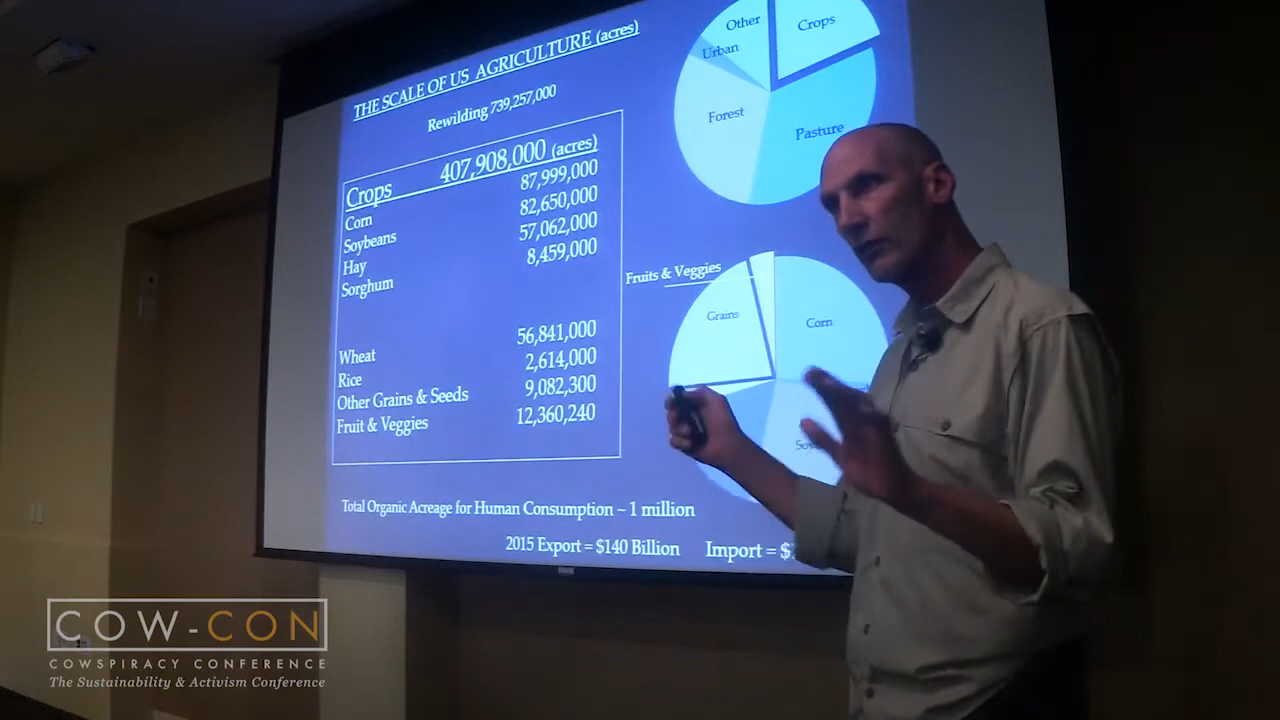 THE SCALE OF US AGRICULTURE (acres)
Rewilding 739,257,000
Crops 407,908,000 (acres)
Corn 87,999,000
Soybeans 82,650,000
Hay 57,062,000
Sorghum 8,459,000
Wheat 56,841,000
Rice 2,614,000
Other Grains & Seeds 9,082,300
Fruit & Veggies 12,360,240
Total Organic Acreage for Human Consumption ~ 1 million
2015 Export = $140 Billion Import = $
Other
Crops
Urban
Forest
Pasture
Fruits & Veggies
Grains
Corn
COW-CON
COWSPIRACY CONFERENCE
The Sustainability & Activism Conference